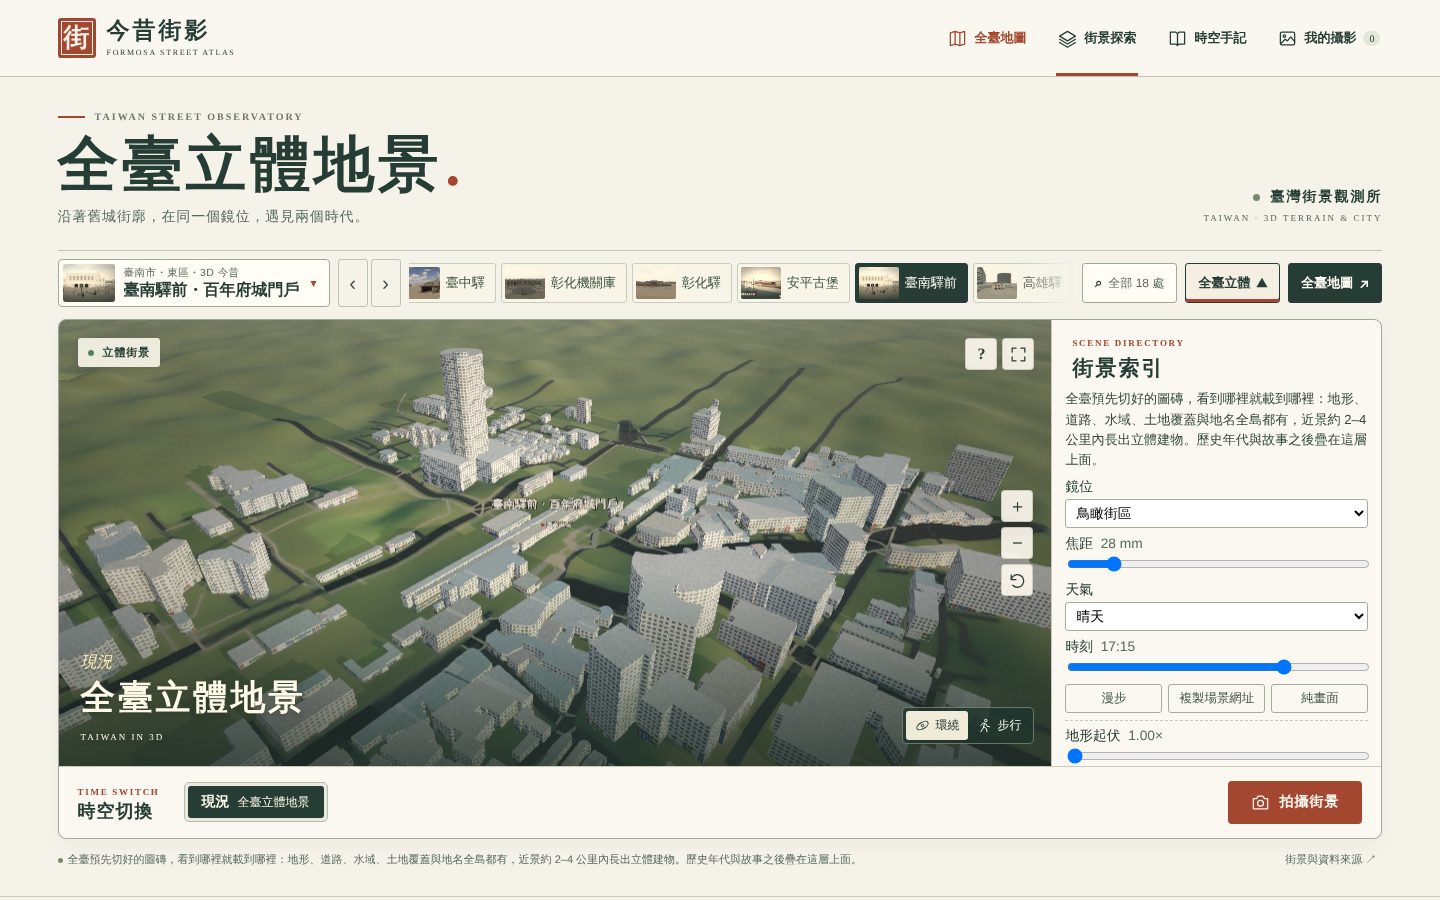 街
今昔街影
FORMOSA STREET ATLAS
全臺地圖
街景探索
時空手記
我的攝影 0
TAIWAN STREET OBSERVATORY
全臺立體地景.
沿著舊城街廓，在同一個鏡位，遇見兩個時代。
臺灣街景觀測所
TAIWAN · 3D TERRAIN & CITY
臺南市・東區・3D 今昔
臺南驛前・百年府城門戶 ▼
‹
›
臺中驛
彰化機關庫
彰化驛
安平古堡
臺南驛前
高雄驛
全部 18 處
全臺立體 ▲
全臺地圖 ↗
立體街景
?
臺南驛前・百年府城門戶
+
−
現況
全臺立體地景
TAIWAN IN 3D
環繞
步行
SCENE DIRECTORY
街景索引
全臺預先切好的圖磚，看到哪裡就載到哪裡：地形、
道路、水域、土地覆蓋與地名全島都有，近景約 2–4
公里內長出立體建物。歷史年代與故事之後疊在這層
上面。
鏡位
鳥瞰街區
焦距 28 mm
天氣
晴天
時刻 17:15
漫步
複製場景網址
純畫面
地形起伏 1.00×
TIME SWITCH
時空切換
現況 全臺立體地景
拍攝街景
全臺預先切好的圖磚，看到哪裡就載到哪裡：地形、道路、水域、土地覆蓋與地名全島都有，近景約 2–4 公里內長出立體建物。歷史年代與故事之後疊在這層上面。
街景與資料來源 ↗